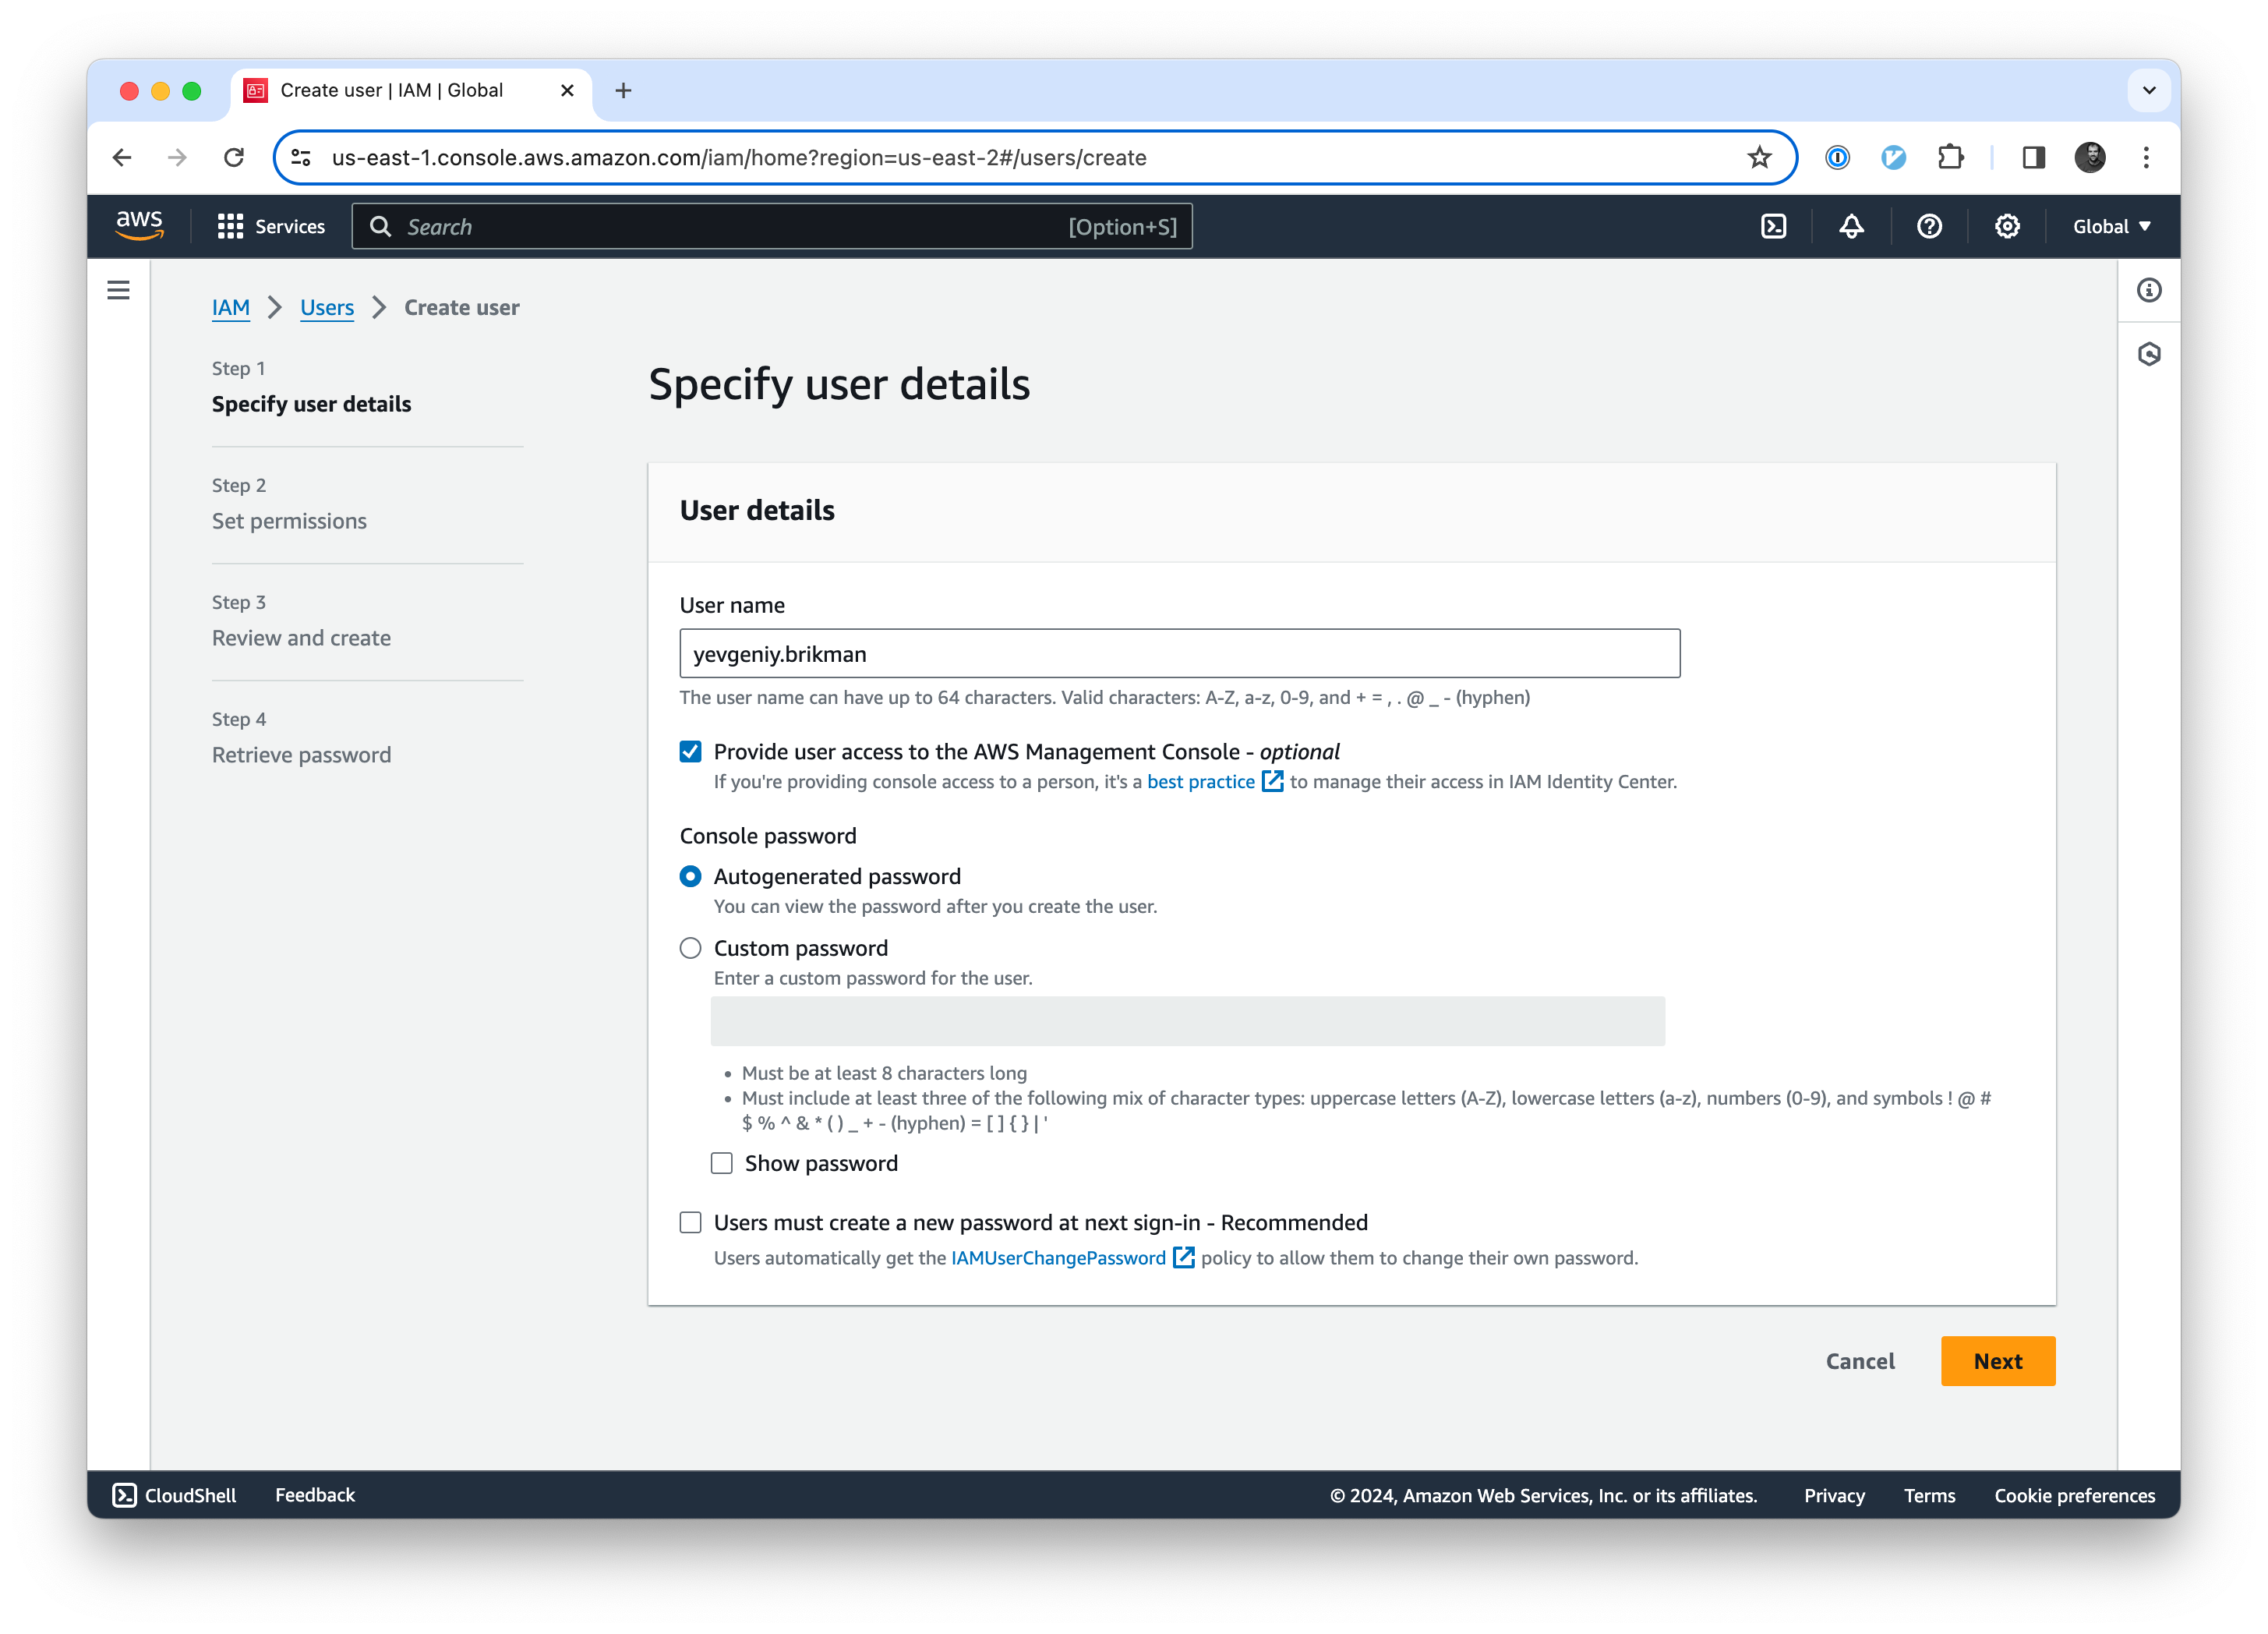 Create user | IAM | Global
us-east-1.console.aws.amazon.com/iam/home?region=us-east-2#/users/create
aws
Services
Search
[Option+S]
Global
IAM
Users
Create user
Step 1
Specify user details
Step 2
Set permissions
Step 3
Review and create
Step 4
Retrieve password
Specify user details
User details
User name
yevgeniy.brikman
The user name can have up to 64 characters. Valid characters: A-Z, a-z, 0-9, and + = , . @ _ - (hyphen)
Provide user access to the AWS Management Console - optional
If you're providing console access to a person, it's a best practice to manage their access in IAM Identity Center.
Console password
Autogenerated password
You can view the password after you create the user.
Custom password
Enter a custom password for the user.
Must be at least 8 characters long
Must include at least three of the following mix of character types: uppercase letters (A-Z), lowercase letters (a-z), numbers (0-9), and symbols ! @ #
$ % ^ & * ( ) _ + - (hyphen) = [ ] { } | '
Show password
Users must create a new password at next sign-in - Recommended
Users automatically get the IAMUserChangePassword policy to allow them to change their own password.
Cancel
Next
CloudShell
Feedback
© 2024, Amazon Web Services, Inc. or its affiliates.
Privacy
Terms
Cookie preferences